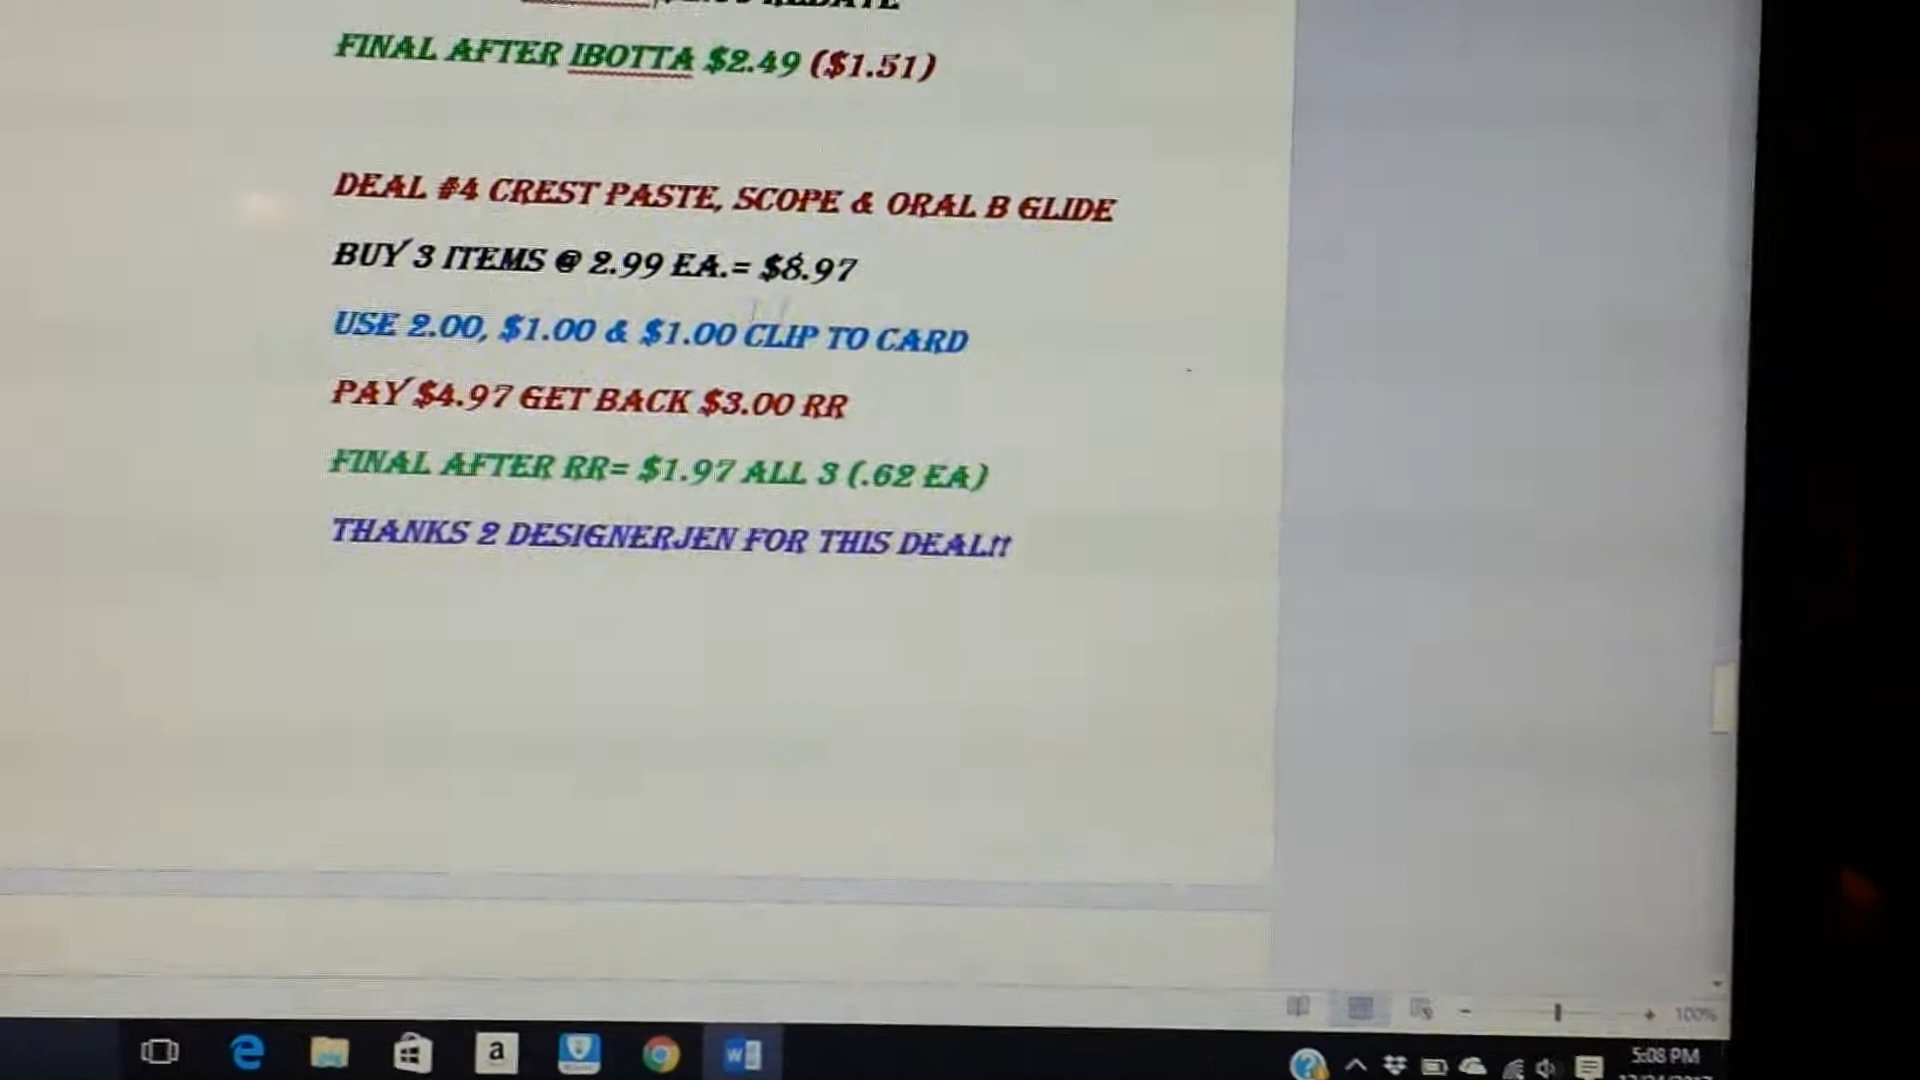 FINAL AFTER IBOTTA $2.49 ($1.51)
DEAL #4 CREST PASTE, SCOPE & ORAL B GLIDE
BUY 3 ITEMS @ 2.99 EA.= $8.97
USE 2.00, $1.00 & $1.00 CLIP TO CARD
PAY $4.97 GET BACK $3.00 RR
FINAL AFTER RR= $1.97 ALL 3 (.62 EA)
THANKS 2 DESIGNERJEN FOR THIS DEAL!!
100%
a
W
5:08 PM